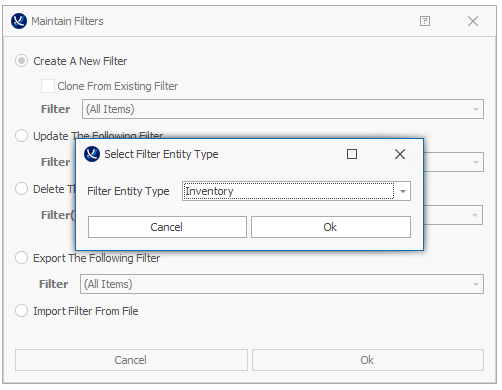 Maintain Filters
Create A New Filter
Clone From Existing Filter
Filter (All Items)
Update The Following Filter
Filter
Select Filter Entity Type
Filter Entity Type Inventory
Cancel Ok
Delete
Filter(
Export The Following Filter
Filter (All Items)
Import Filter From File
Cancel Ok